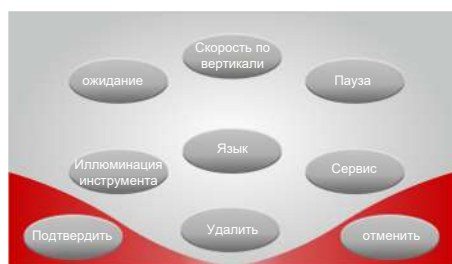 Скорость по
вертикали
ожидание
Пауза
Язык
Иллюминация
инструмента
Сервис
Подтвердить
Удалить
отменить